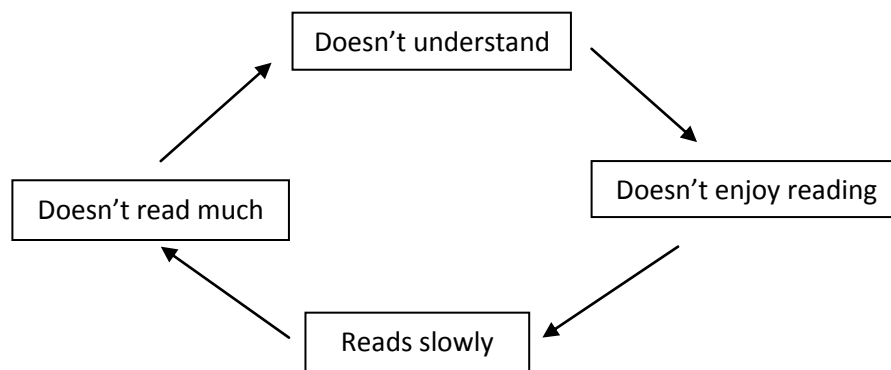 Doesn’t understand
Doesn’t enjoy reading
Doesn’t read much
Reads slowly